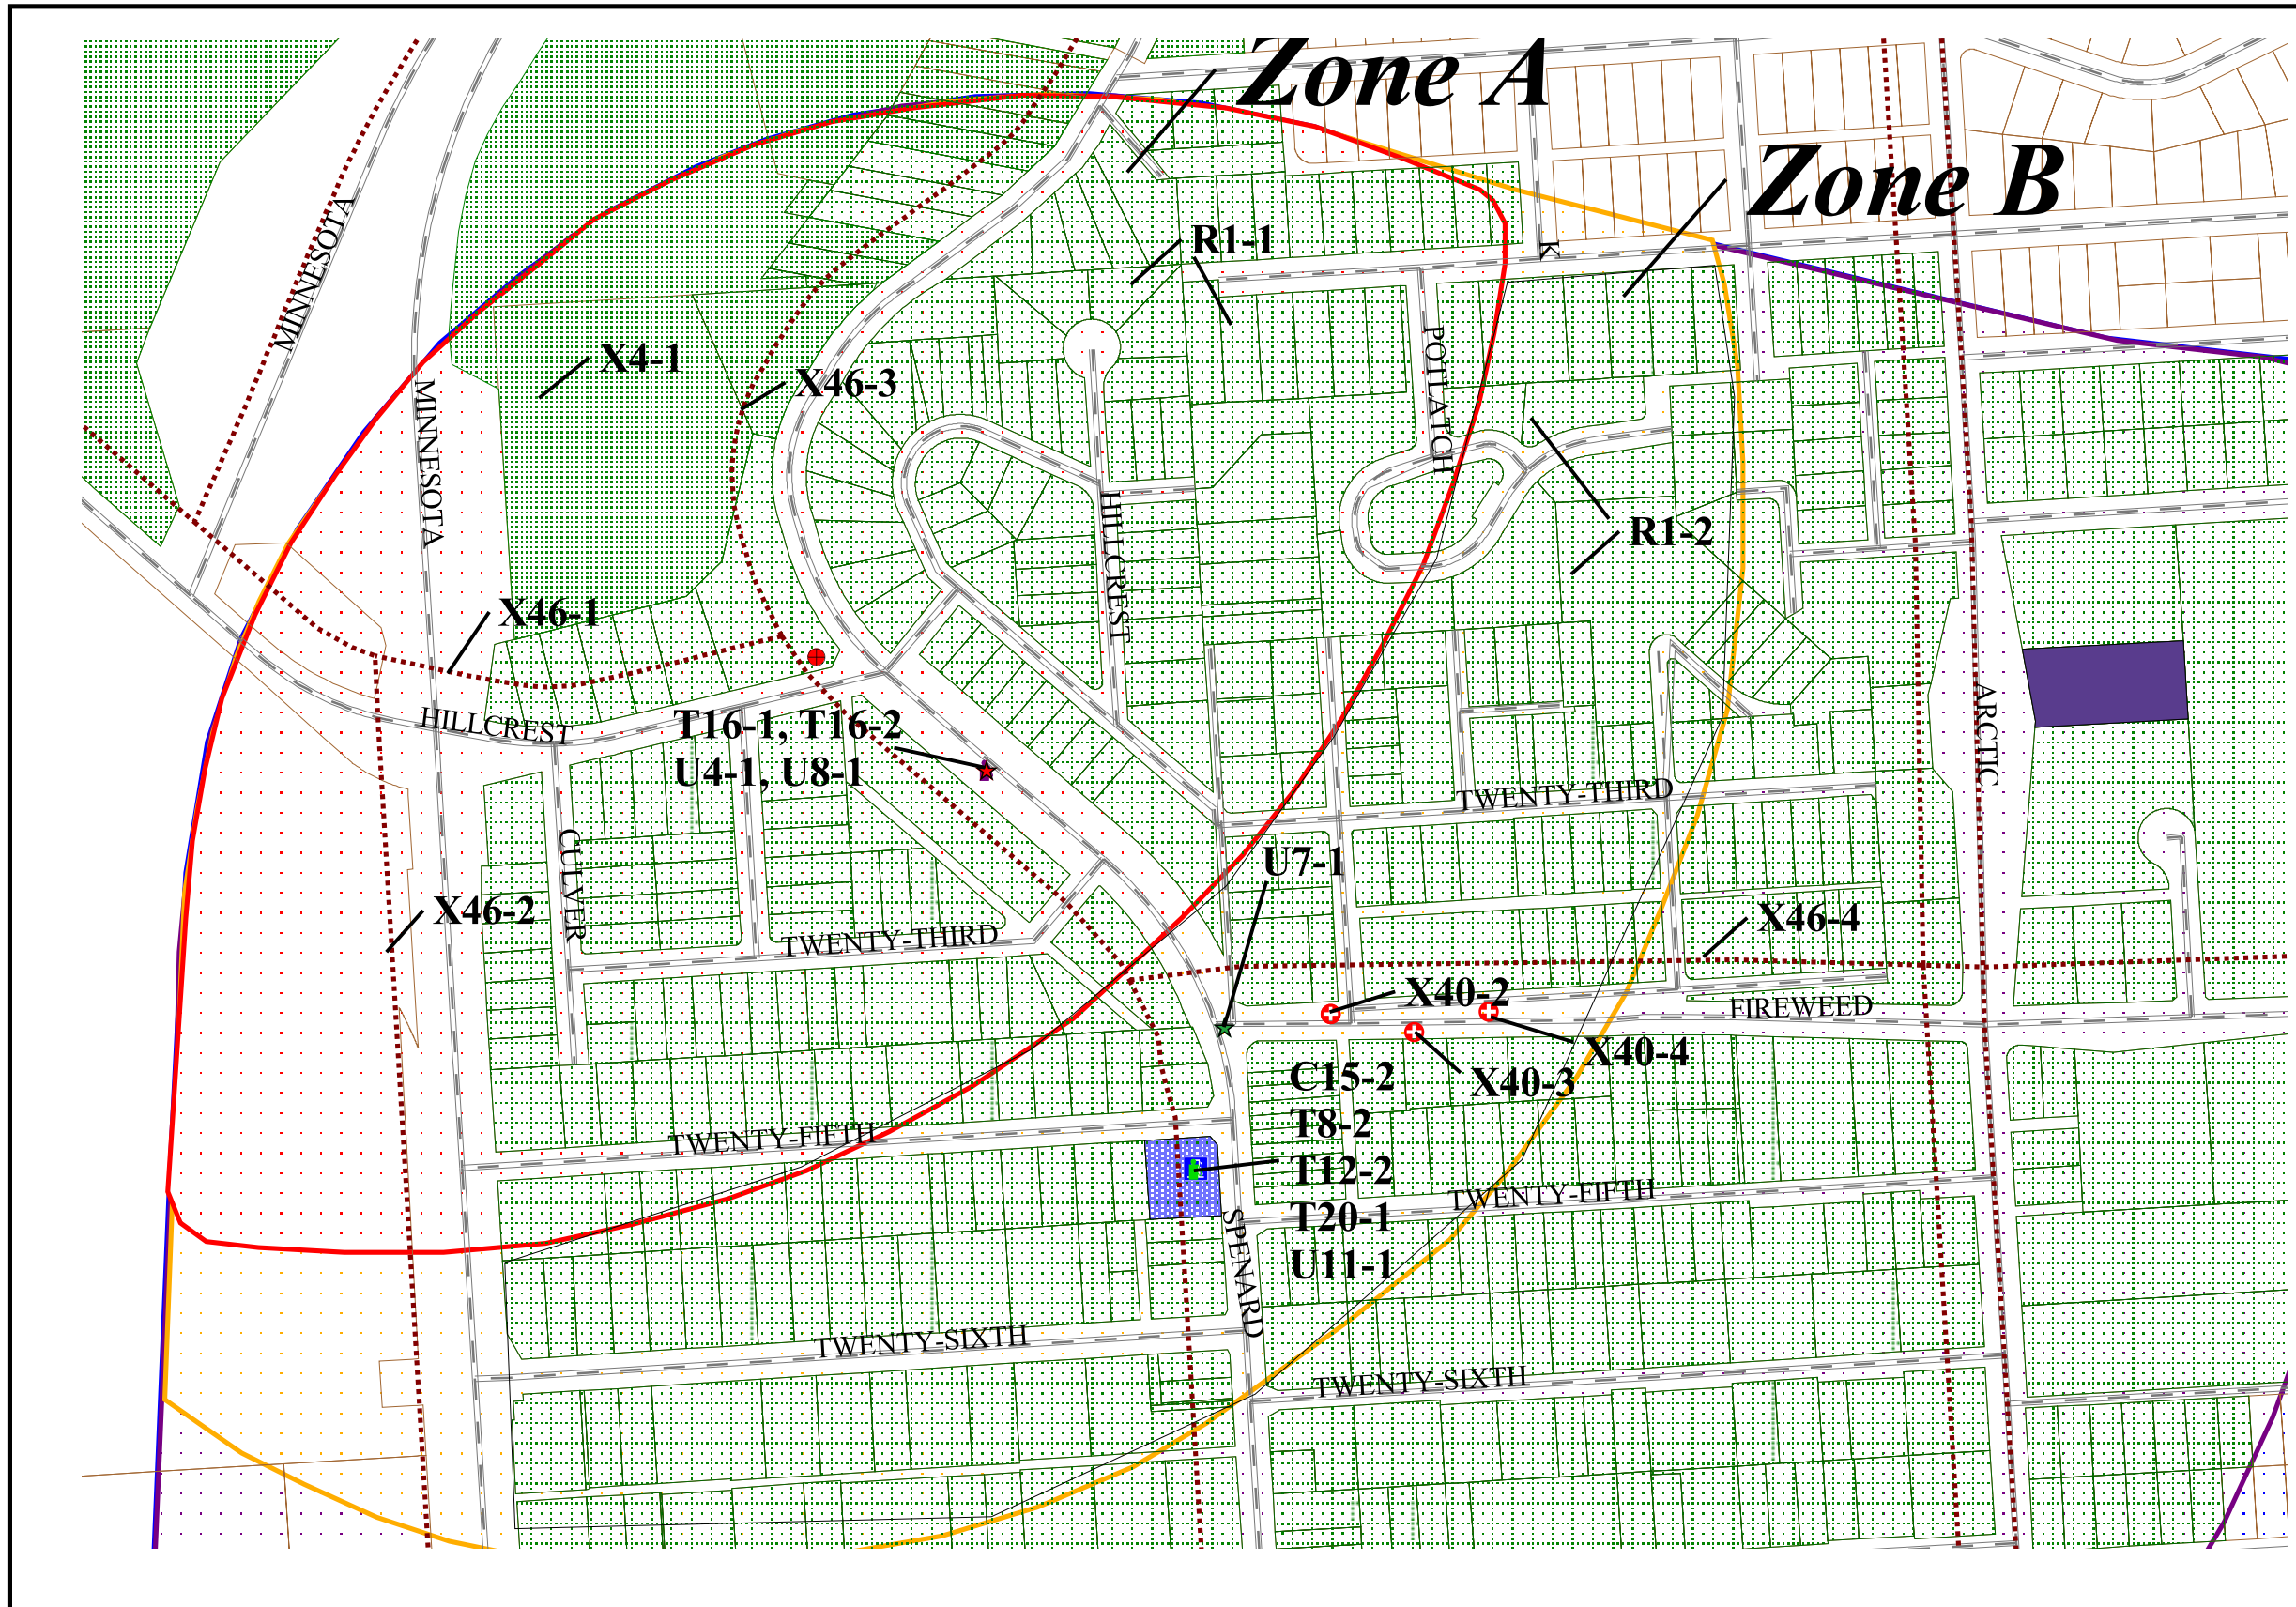 Zone A
Zone B
MINNESOTA
R1-1
K
X4-1
X46-3
POTLATCH
MINNESOTA
HILLCREST
R1-2
X46-1
HILLCREST
T16-1, T16-2
U4-1, U8-1
ARCTIC
TWENTY-THIRD
CULVER
U7-1
X46-2
TWENTY-THIRD
X46-4
X40-2
FIREWEED
X40-4
X40-3
C15-2
T8-2
T12-2
T20-1
U11-1
TWENTY-FIFTH
TWENTY-FIFTH
SPENARD
TWENTY-SIXTH
TWENTY-SIXTH